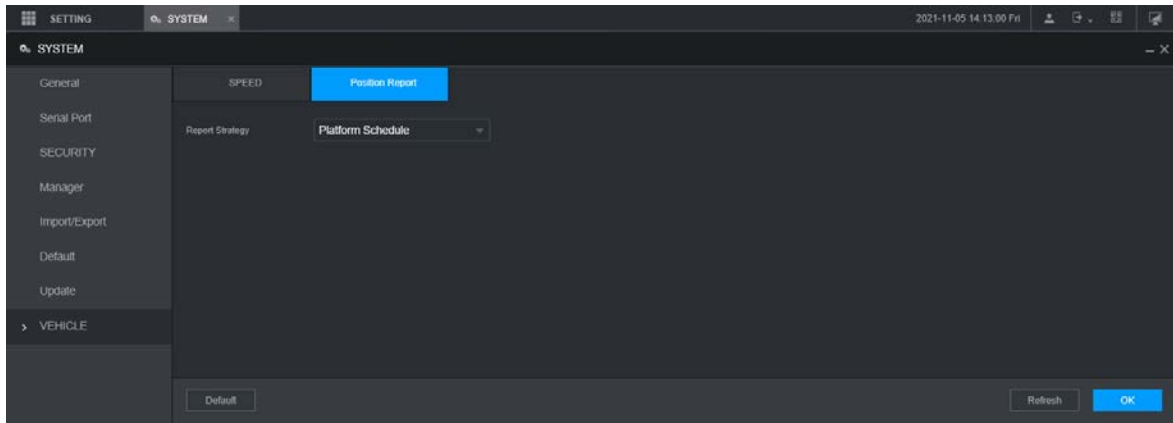 SETTING SYSTEM × 2021-11-05 14:13:00 Fri
SYSTEM
General
SPEED Position Report
Serial Port
Report Strategy Platform Schedule
SECURITY
Manager
Import/Export
Default
Update
> VEHICLE
Default Refresh OK